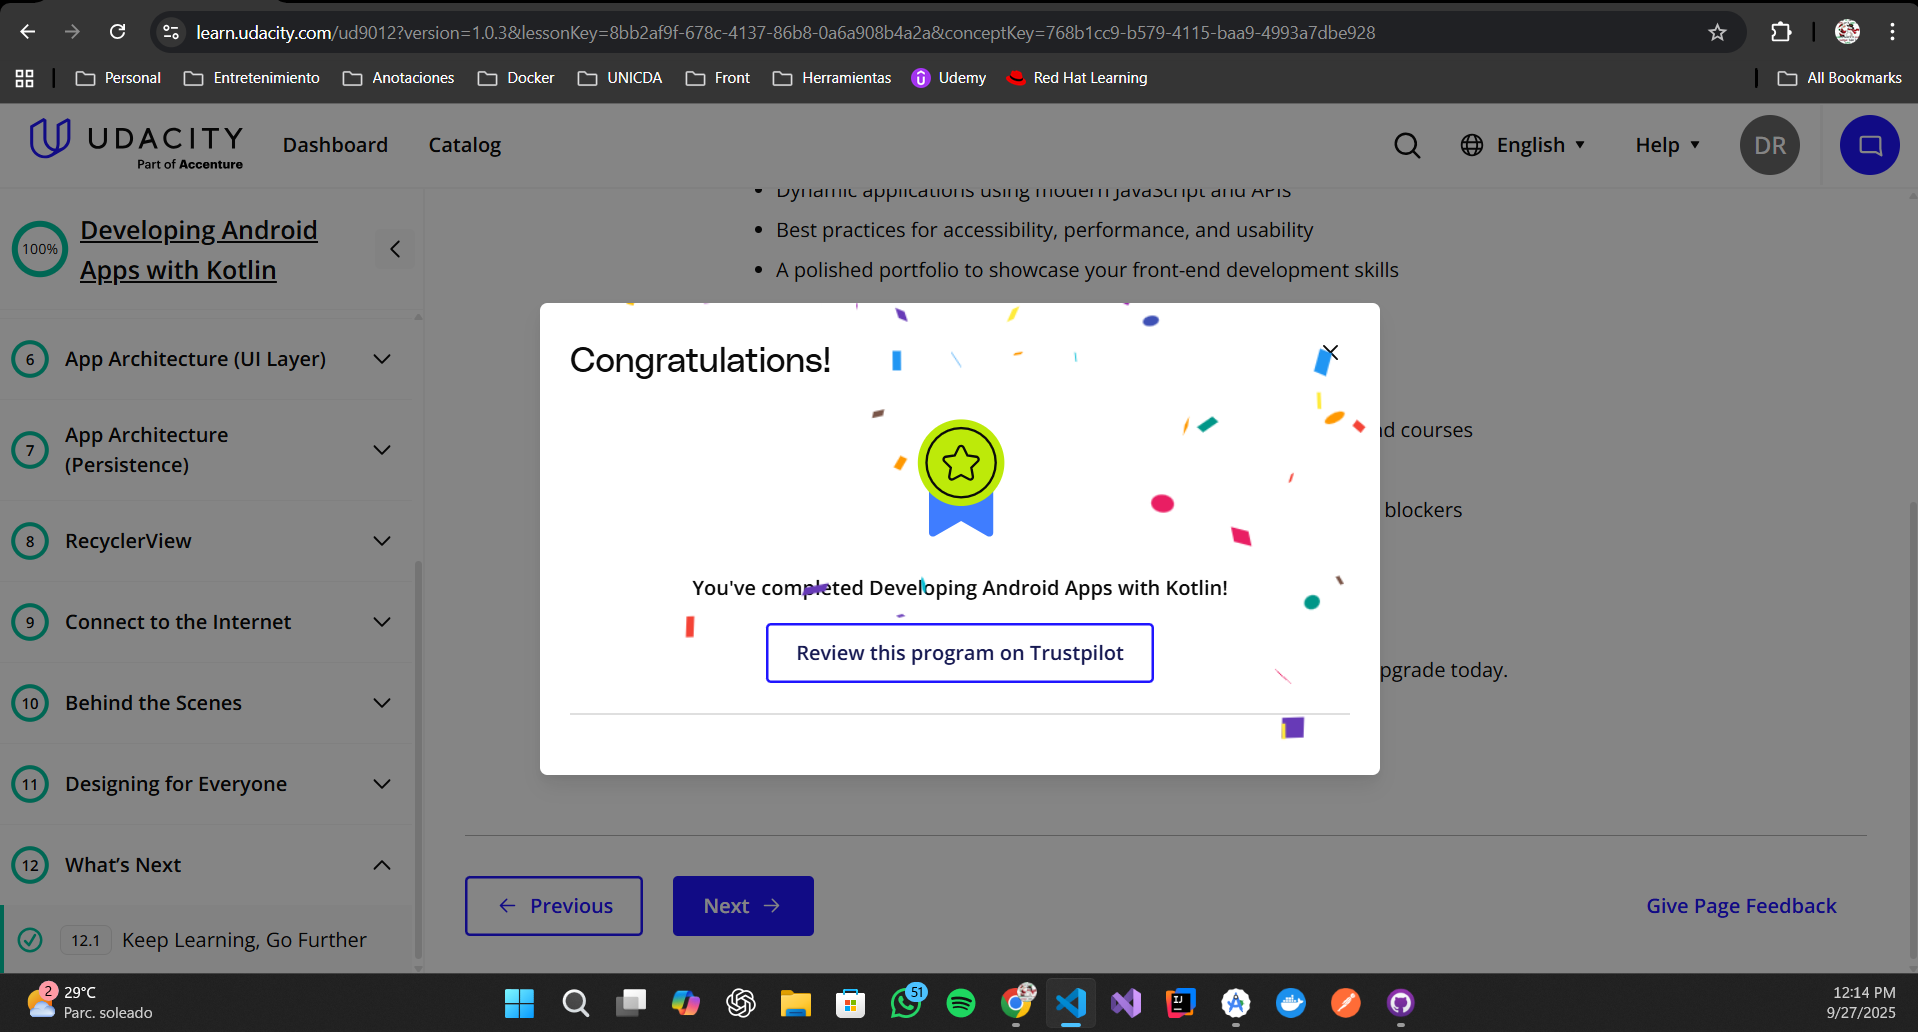 learn.udacity.com/ud9012?version=1.0.3&lessonKey=8bb2af9f-678c-4137-86b8-0a6a908b4a2a&conceptKey=768b1cc9-b579-4115-baa9-4993a7dbe928
Personal Entretenimiento Anotaciones Docker UNICDA Front Herramientas Udemy Red Hat Learning All Bookmarks
UDACITY
Part of Accenture
Dashboard Catalog English Help DR
100%
Developing Android
Apps with Kotlin
6 App Architecture (UI Layer)
7 App Architecture
(Persistence)
8 RecyclerView
9 Connect to the Internet
10 Behind the Scenes
11 Designing for Everyone
12 What's Next
12.1 Keep Learning, Go Further
Dynamic applications using modern JavaScript and APIs
Best practices for accessibility, performance, and usability
A polished portfolio to showcase your front-end development skills
courses
blockers
today.
Congratulations!
You've completed Developing Android Apps with Kotlin!
Review this program on Trustpilot
Previous Next Give Page Feedback
2
29°C
Parc. soleado
51
IJ
12:14 PM
9/27/2025